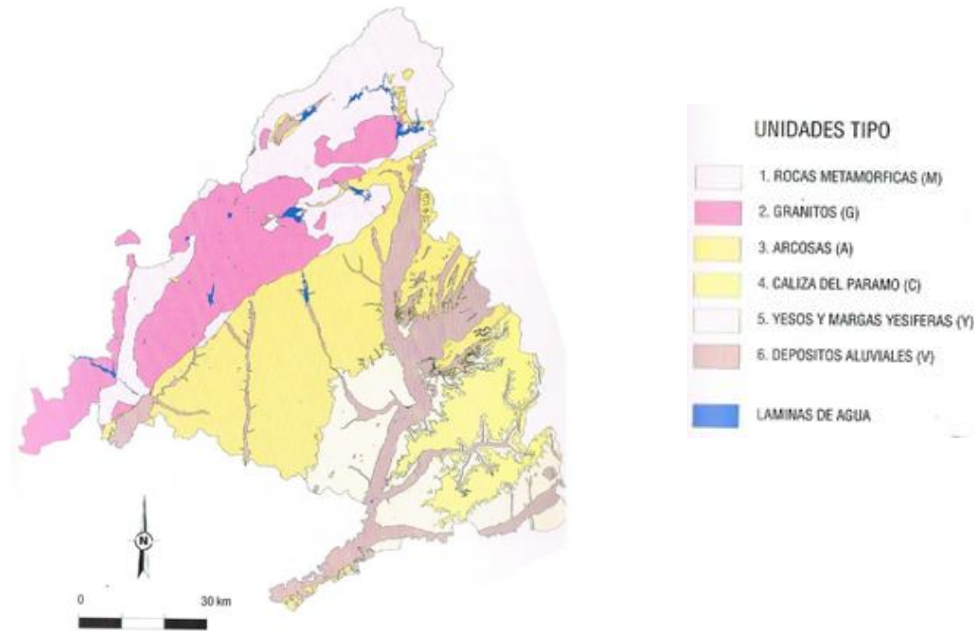 UNIDADES TIPO
1. ROCAS METAMORFICAS (M)
2. GRANITOS (G)
3. ARCOSAS (A)
4. CALIZA DEL PARAMO (C)
5. YESOS Y MARGAS YESIFERAS (Y)
6. DEPOSITOS ALUVIALES (V)
LAMINAS DE AGUA
N
0 30 km